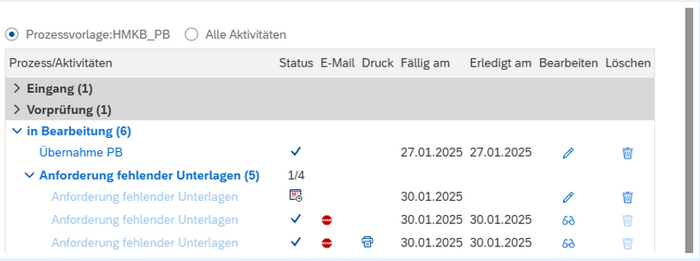 Prozessvorlage:HMKB_PB Alle Aktivitäten
Prozess/Aktivitäten Status E-Mail Druck Fällig am Erledigt am Bearbeiten Löschen
Eingang (1)
Vorprüfung (1)
in Bearbeitung (6)
Übernahme PB 27.01.2025 27.01.2025
Anforderung fehlender Unterlagen (5) 1/4
Anforderung fehlender Unterlagen 30.01.2025
Anforderung fehlender Unterlagen 30.01.2025 30.01.2025
Anforderung fehlender Unterlagen 30.01.2025 30.01.2025